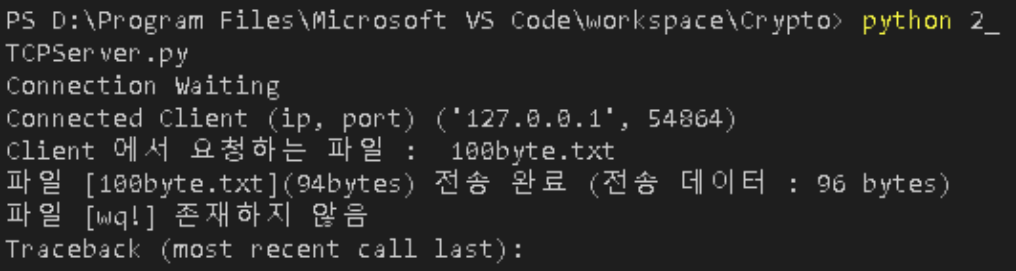 PS D:\Program Files\Microsoft VS Code\workspace\Crypto> python 2_
TCPServer.py
Connection Waiting
Connected Client (ip, port) ('127.0.0.1', 54864)
Client 에서 요청하는 파일 :  100byte.txt
파일 [100byte.txt](94bytes) 전송 완료 (전송 데이터 : 96 bytes)
파일 [wq!] 존재하지 않음
Traceback (most recent call last):